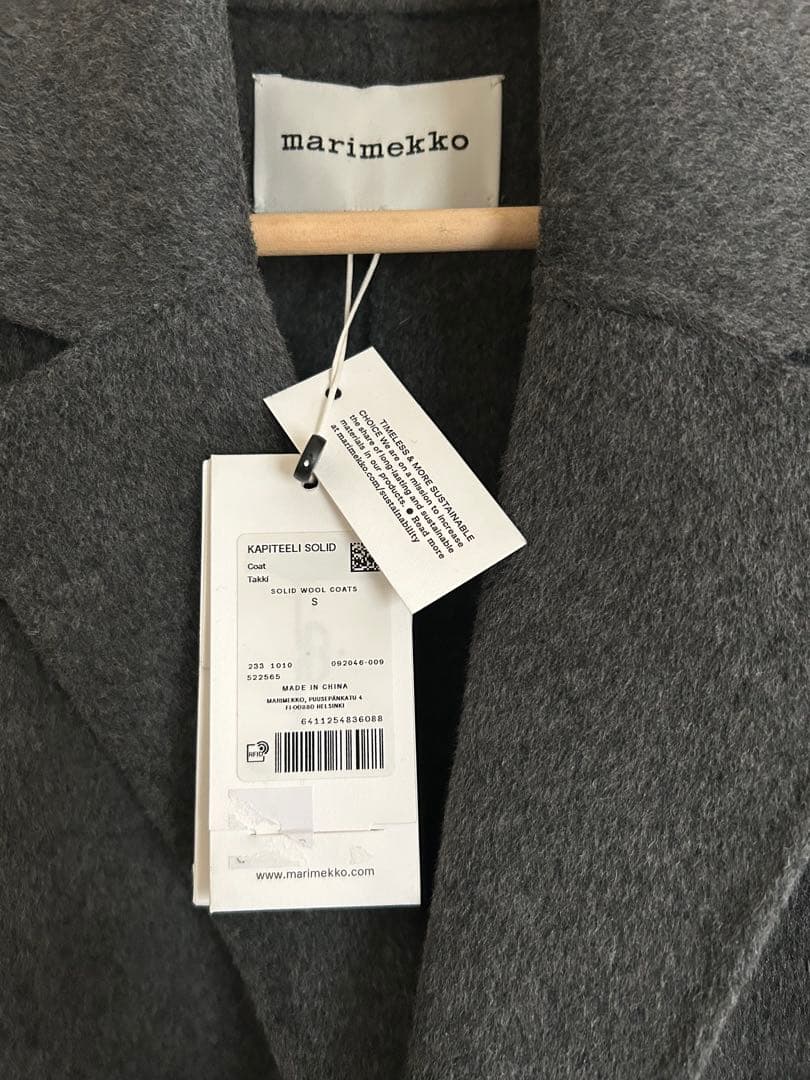 marimekko
TIMELESS & MORE SUSTAINABLE
CHOICE We are on a mission to increase
the share of long-lasting and sustainable
materials in our products. ● Read more
at marimekko.com/sustainability
KAPITEELI SOLID
Coat
Takki
SOLID WOOL COATS
S
233 1010 092046-009
522565
MADE IN CHINA
MARIMEKKO, PUUSEPÄNKATU 4
FI-00880 HELSINKI
6411254836088
RFID
www.marimekko.com